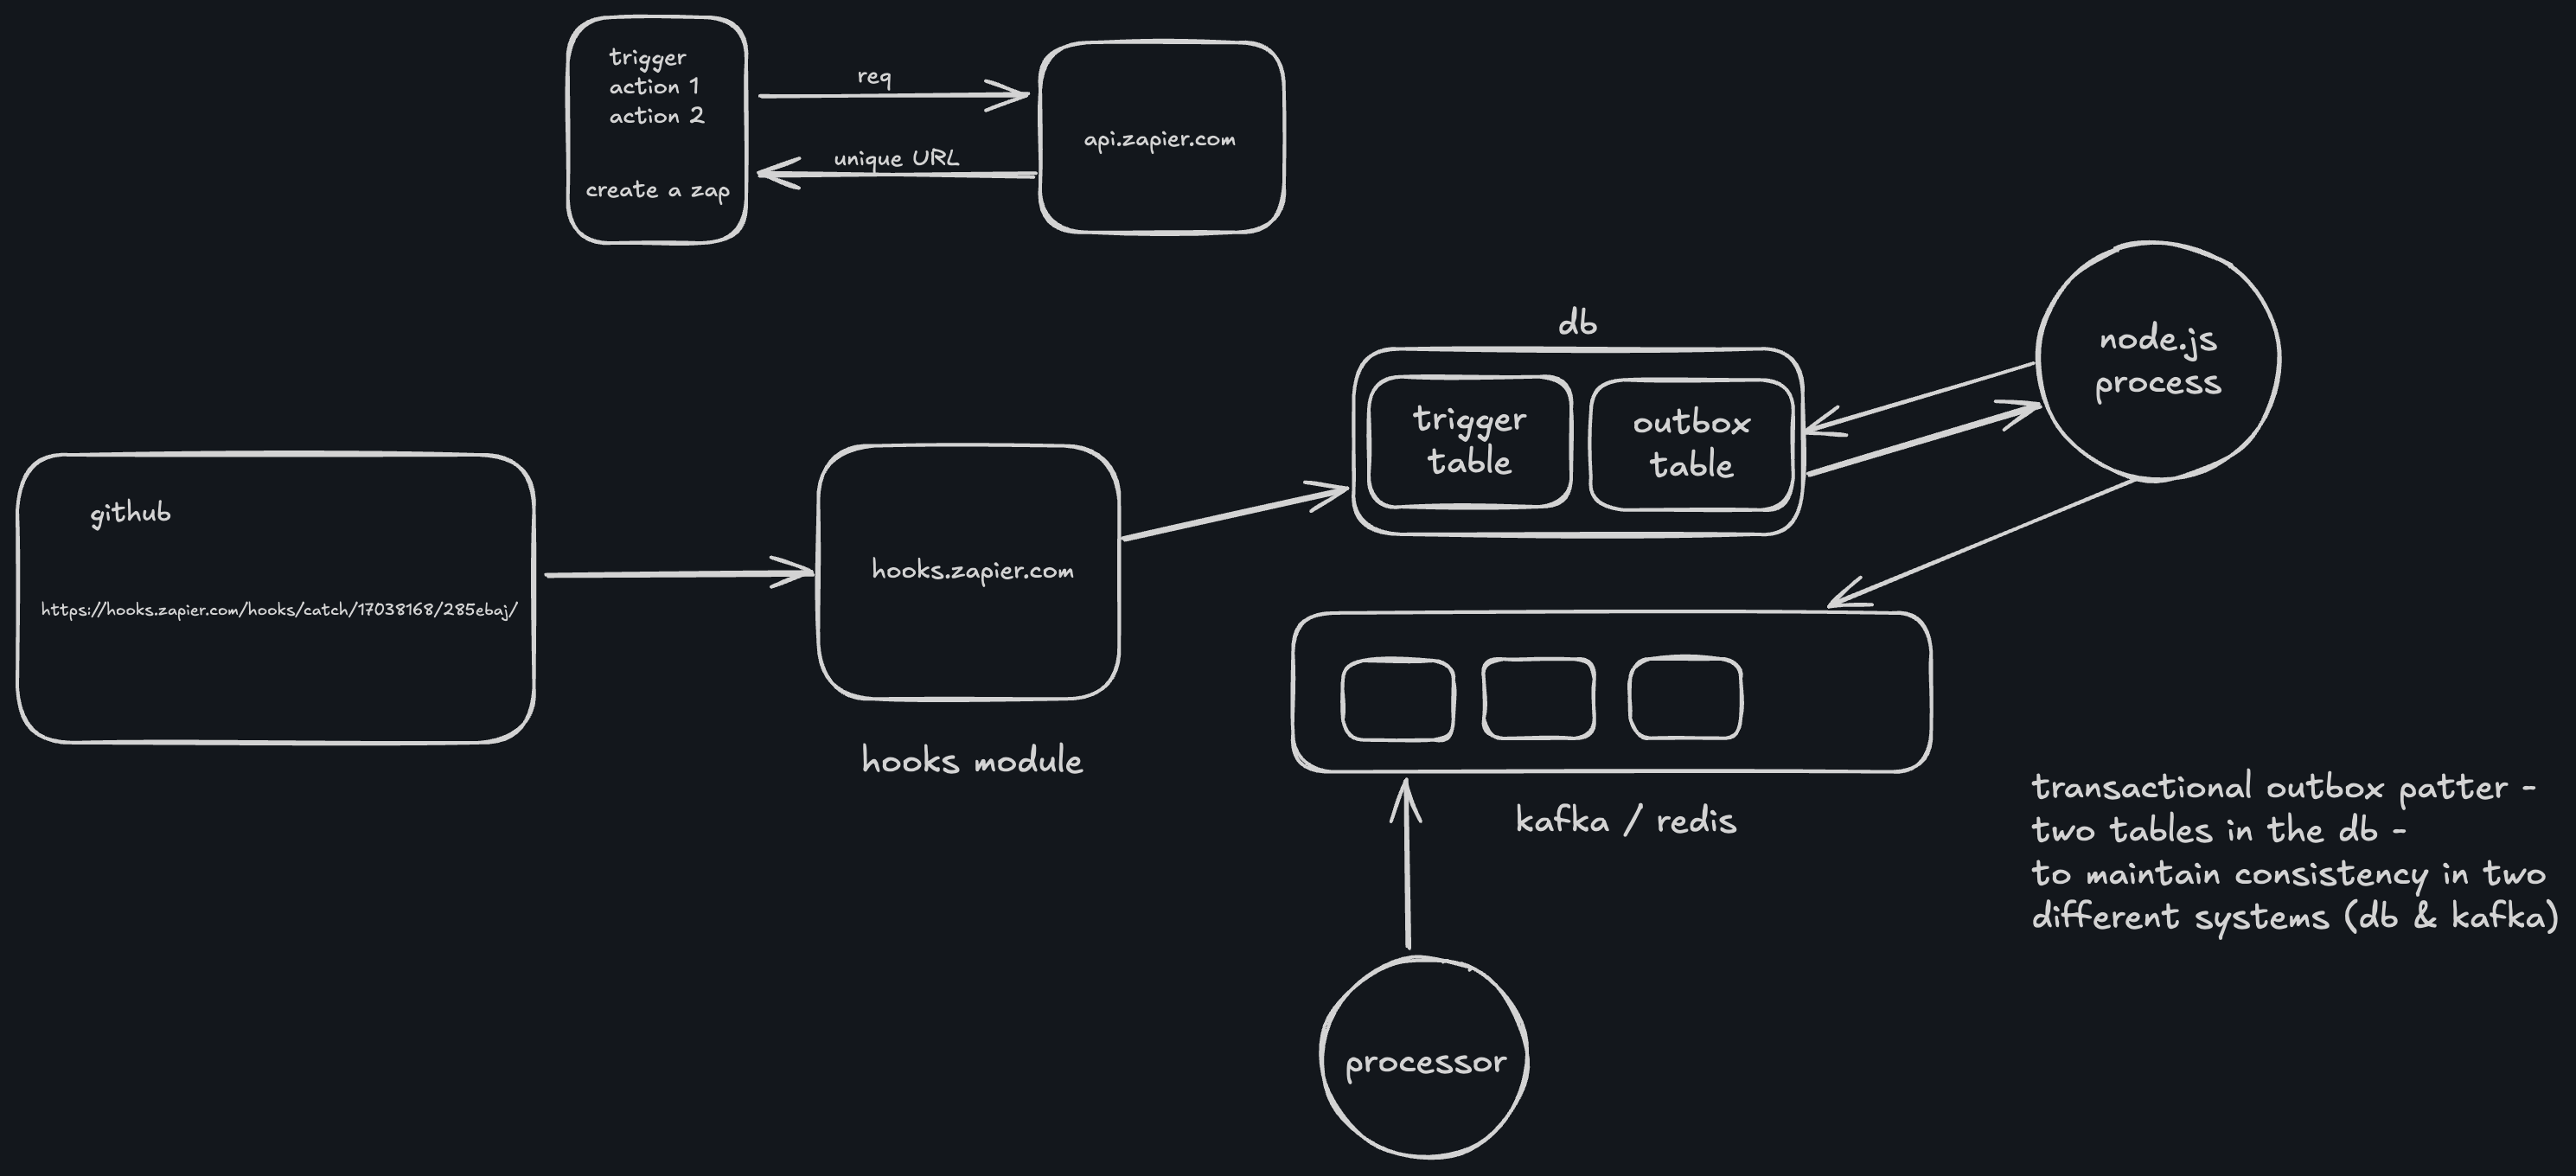 trigger
action 1
action 2
create a zap
req
unique URL
api.zapier.com
github
https://hooks.zapier.com/hooks/catch/17038168/285ebaj/
hooks.zapier.com
hooks module
db
trigger
table
outbox
table
node.js
process
kafka / redis
processor
transactional outbox patter -
two tables in the db -
to maintain consistency in two
different systems (db & kafka)